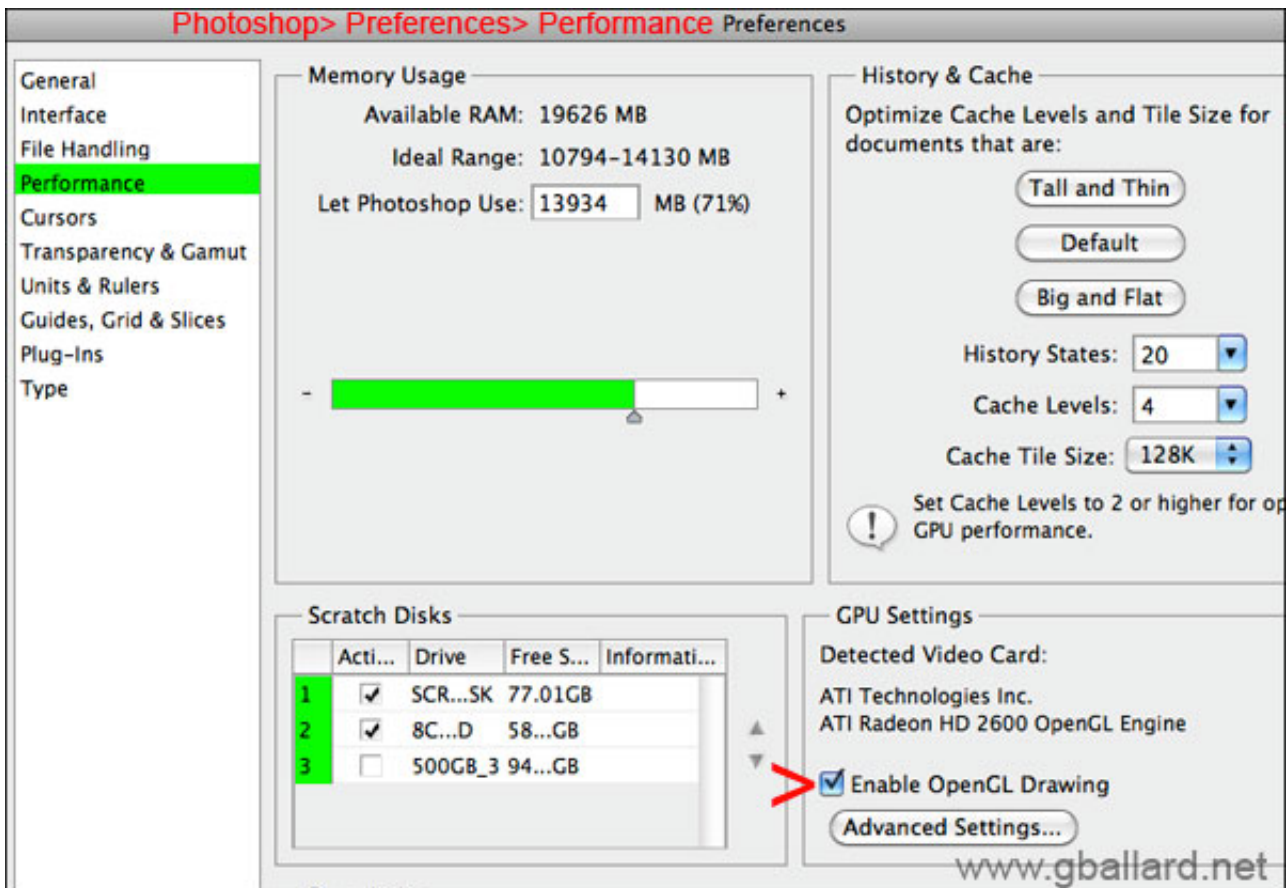 Photoshop> Preferences> Performance Preferences
General
Interface
File Handling
Performance
Cursors
Transparency & Gamut
Units & Rulers
Guides, Grid & Slices
Plug-Ins
Type
Memory Usage
Available RAM: 19626 MB
Ideal Range: 10794-14130 MB
Let Photoshop Use: 13934 MB (71%)
- +
History & Cache
Optimize Cache Levels and Tile Size for
documents that are:
Tall and Thin
Default
Big and Flat
History States: 20
Cache Levels: 4
Cache Tile Size: 128K
Set Cache Levels to 2 or higher for op
! GPU performance.
Scratch Disks
Acti... Drive Free S... Informati...
1 SCR...SK 77.01GB
2 8C...D 58...GB
3 500GB_3 94...GB
GPU Settings
Detected Video Card:
ATI Technologies Inc.
ATI Radeon HD 2600 OpenGL Engine
> Enable OpenGL Drawing
Advanced Settings...
www.gballard.net